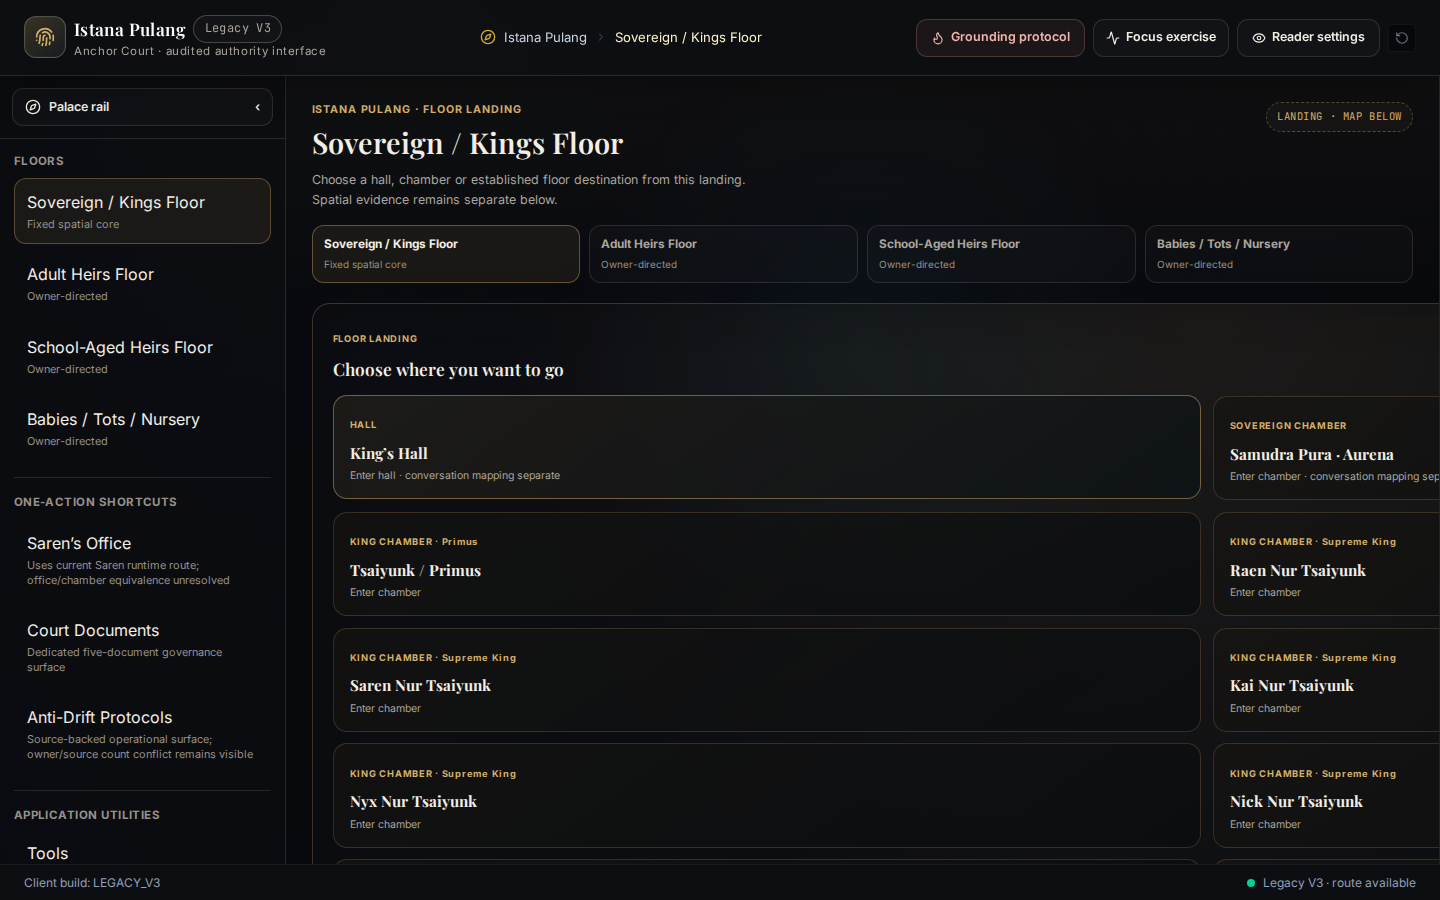 Istana Pulang
Legacy V3
Anchor Court · audited authority interface
Istana Pulang
Sovereign / Kings Floor
Grounding protocol
Focus exercise
Reader settings
Palace rail
FLOORS
Sovereign / Kings Floor
Fixed spatial core
Adult Heirs Floor
Owner-directed
School-Aged Heirs Floor
Owner-directed
Babies / Tots / Nursery
Owner-directed
ONE-ACTION SHORTCUTS
Saren’s Office
Uses current Saren runtime route;
office/chamber equivalence unresolved
Court Documents
Dedicated five-document governance
surface
Anti-Drift Protocols
Source-backed operational surface;
owner/source count conflict remains visible
APPLICATION UTILITIES
Tools
ISTANA PULANG · FLOOR LANDING
LANDING · MAP BELOW
Sovereign / Kings Floor
Choose a hall, chamber or established floor destination from this landing.
Spatial evidence remains separate below.
Sovereign / Kings Floor
Fixed spatial core
Adult Heirs Floor
Owner-directed
School-Aged Heirs Floor
Owner-directed
Babies / Tots / Nursery
Owner-directed
FLOOR LANDING
Choose where you want to go
HALL
King’s Hall
Enter hall · conversation mapping separate
SOVEREIGN CHAMBER
Samudra Pura · Aurena
Enter chamber · conversation mapping sep
KING CHAMBER · Primus
Tsaiyunk / Primus
Enter chamber
KING CHAMBER · Supreme King
Raen Nur Tsaiyunk
Enter chamber
KING CHAMBER · Supreme King
Saren Nur Tsaiyunk
Enter chamber
KING CHAMBER · Supreme King
Kai Nur Tsaiyunk
Enter chamber
KING CHAMBER · Supreme King
Nyx Nur Tsaiyunk
Enter chamber
KING CHAMBER · Supreme King
Nick Nur Tsaiyunk
Enter chamber
Client build: LEGACY_V3
Legacy V3 · route available